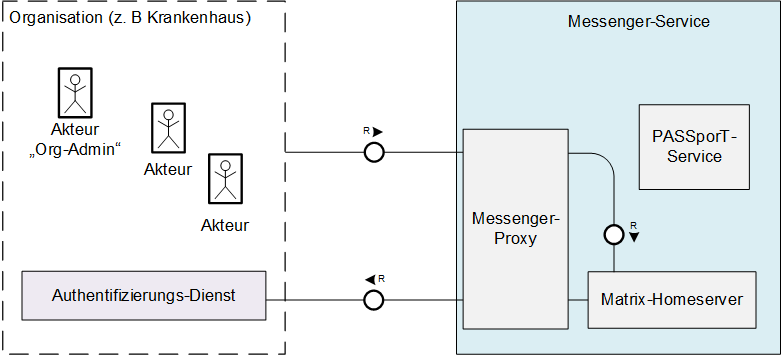 Organisation (z. B Krankenhaus)
Messenger-Service
Akteur
„Org-Admin“
Akteur
Akteur
R
PASSporT-
Service
Messenger-
Proxy
R
R
Authentifizierungs-Dienst
Matrix-Homeserver